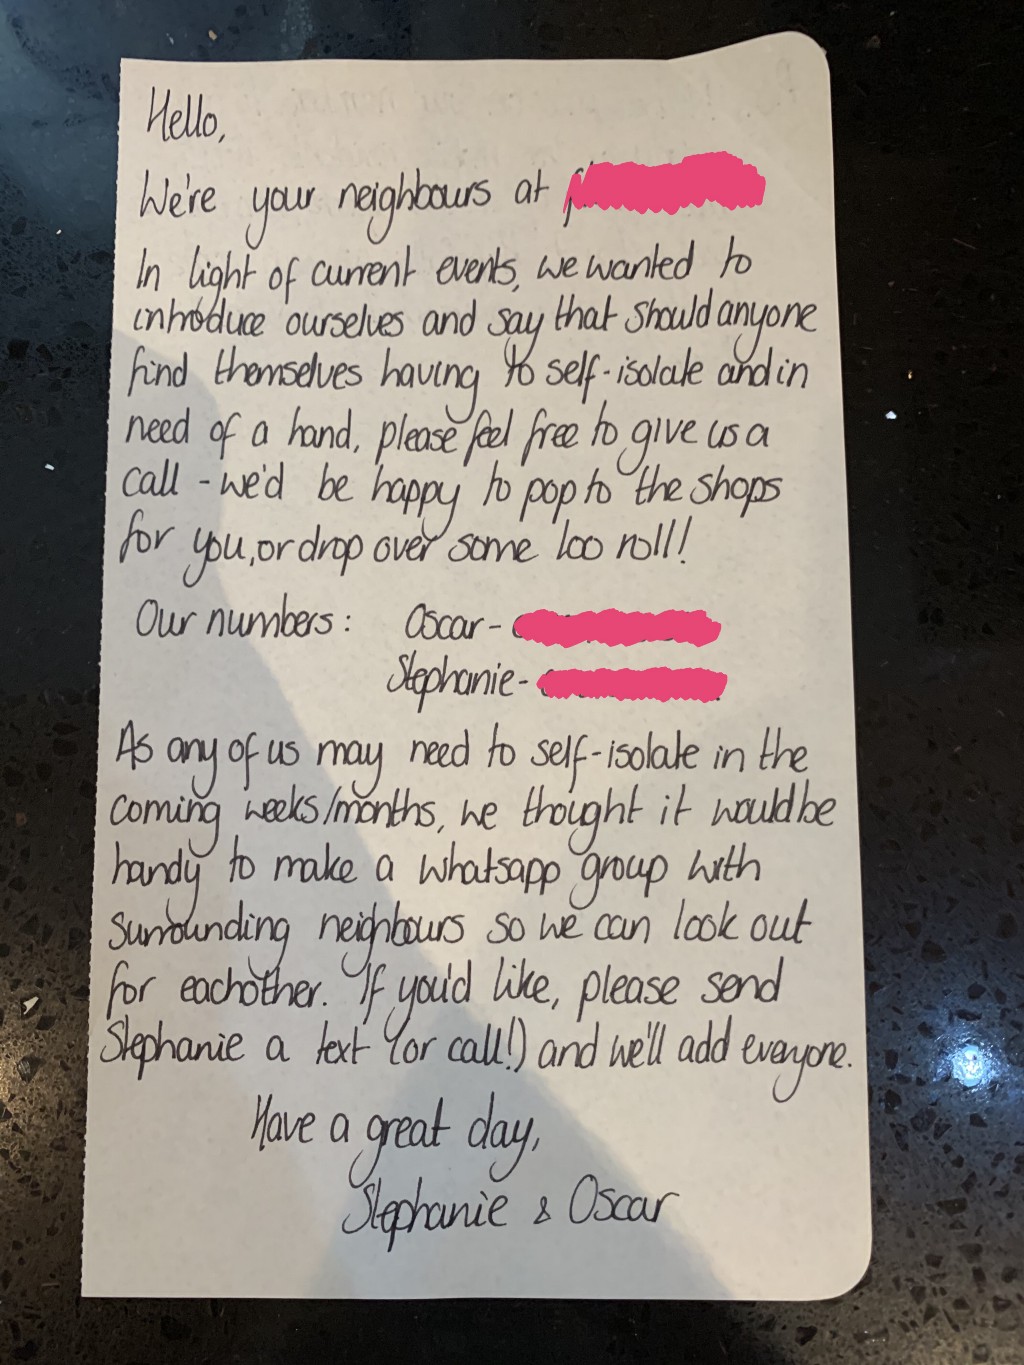 Hello,
We're your neighbours at
In light of current events, we wanted to
introduce ourselves and say that should anyone
find themselves having to self-isolate and in
need of a hand, please feel free to give us a
call - we'd be happy to pop to the shops
for you, or drop over some loo roll!
Our numbers: Oscar-
Stephanie-
As any of us may need to self-isolate in the
coming weeks/months, we thought it would be
handy to make a whatsapp group with
surrounding neighbours so we can look out
for eachother. If you'd like, please send
Stephanie a text (or call!) and we'll add everyone.
Have a great day,
Stephanie & Oscar